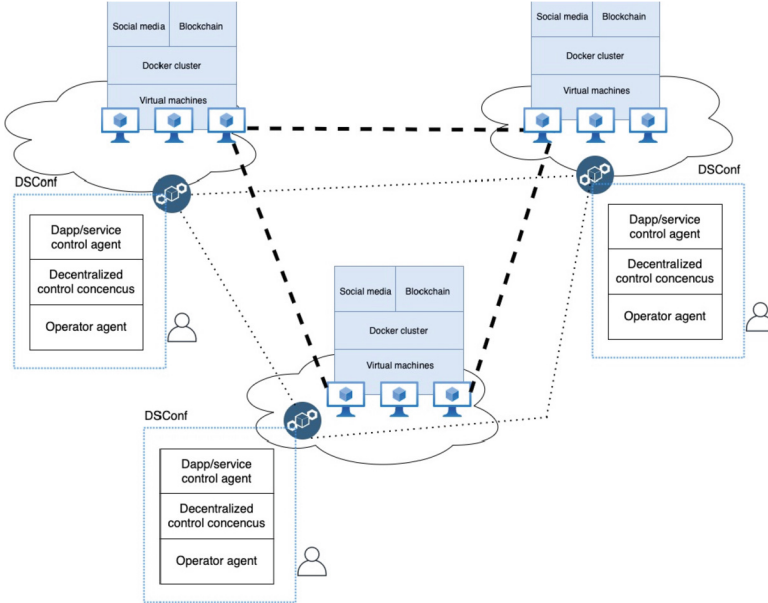 Social media
Blockchain
Docker cluster
Virtual machines
Social media
Blockchain
Docker cluster
Virtual machines
DSConf
Dapp/service
control agent
Decentralized
control concencus
Operator agent
DSConf
Dapp/service
control agent
Decentralized
control concencus
Operator agent
Social media
Blockchain
Docker cluster
Virtual machines
DSConf
Dapp/service
control agent
Decentralized
control concencus
Operator agent